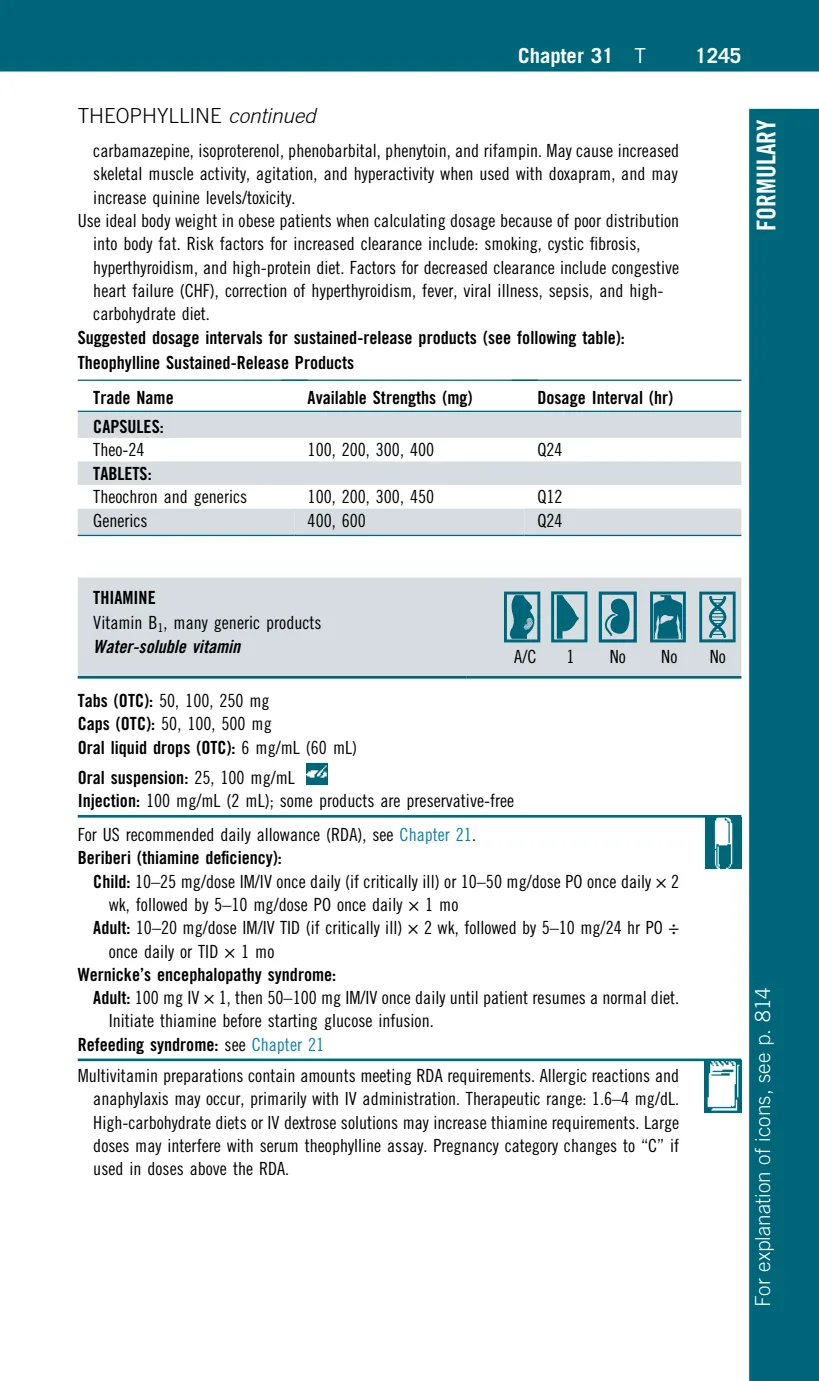 Chapter 31 T 1245
THEOPHYLLINE continued
carbamazepine, isoproterenol, phenobarbital, phenytoin, and rifampin. May cause increased
skeletal muscle activity, agitation, and hyperactivity when used with doxapram, and may
increase quinine levels/toxicity.
Use ideal body weight in obese patients when calculating dosage because of poor distribution
into body fat. Risk factors for increased clearance include: smoking, cystic fibrosis,
hyperthyroidism, and high-protein diet. Factors for decreased clearance include congestive
heart failure (CHF), correction of hyperthyroidism, fever, viral illness, sepsis, and high-
carbohydrate diet.
Suggested dosage intervals for sustained-release products (see following table):
Theophylline Sustained-Release Products
Trade Name Available Strengths (mg) Dosage Interval (hr)
CAPSULES:
Theo-24 100, 200, 300, 400 Q24
TABLETS:
Theochron and generics 100, 200, 300, 450 Q12
Generics 400, 600 Q24
THIAMINE
Vitamin B₁, many generic products
Water-soluble vitamin
A/C 1 No No No
Tabs (OTC): 50, 100, 250 mg
Caps (OTC): 50, 100, 500 mg
Oral liquid drops (OTC): 6 mg/mL (60 mL)
Oral suspension: 25, 100 mg/mL
Injection: 100 mg/mL (2 mL); some products are preservative-free
For US recommended daily allowance (RDA), see Chapter 21.
Beriberi (thiamine deficiency):
Child: 10–25 mg/dose IM/IV once daily (if critically ill) or 10–50 mg/dose PO once daily × 2
wk, followed by 5–10 mg/dose PO once daily × 1 mo
Adult: 10–20 mg/dose IM/IV TID (if critically ill) × 2 wk, followed by 5–10 mg/24 hr PO ÷
once daily or TID × 1 mo
Wernicke's encephalopathy syndrome:
Adult: 100 mg IV × 1, then 50–100 mg IM/IV once daily until patient resumes a normal diet.
Initiate thiamine before starting glucose infusion.
Refeeding syndrome: see Chapter 21
Multivitamin preparations contain amounts meeting RDA requirements. Allergic reactions and
anaphylaxis may occur, primarily with IV administration. Therapeutic range: 1.6–4 mg/dL.
High-carbohydrate diets or IV dextrose solutions may increase thiamine requirements. Large
doses may interfere with serum theophylline assay. Pregnancy category changes to “C” if
used in doses above the RDA.
FORMULARY
For explanation of icons, see p. 814